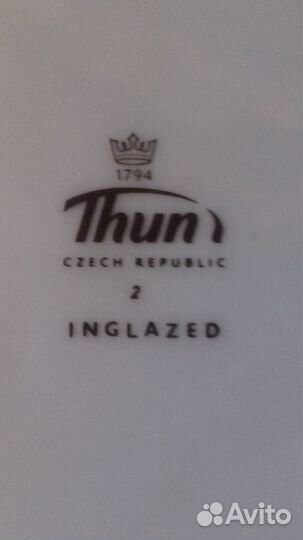 1794
Thun
CZECH REPUBLIC
2
INGLAZED
Avito